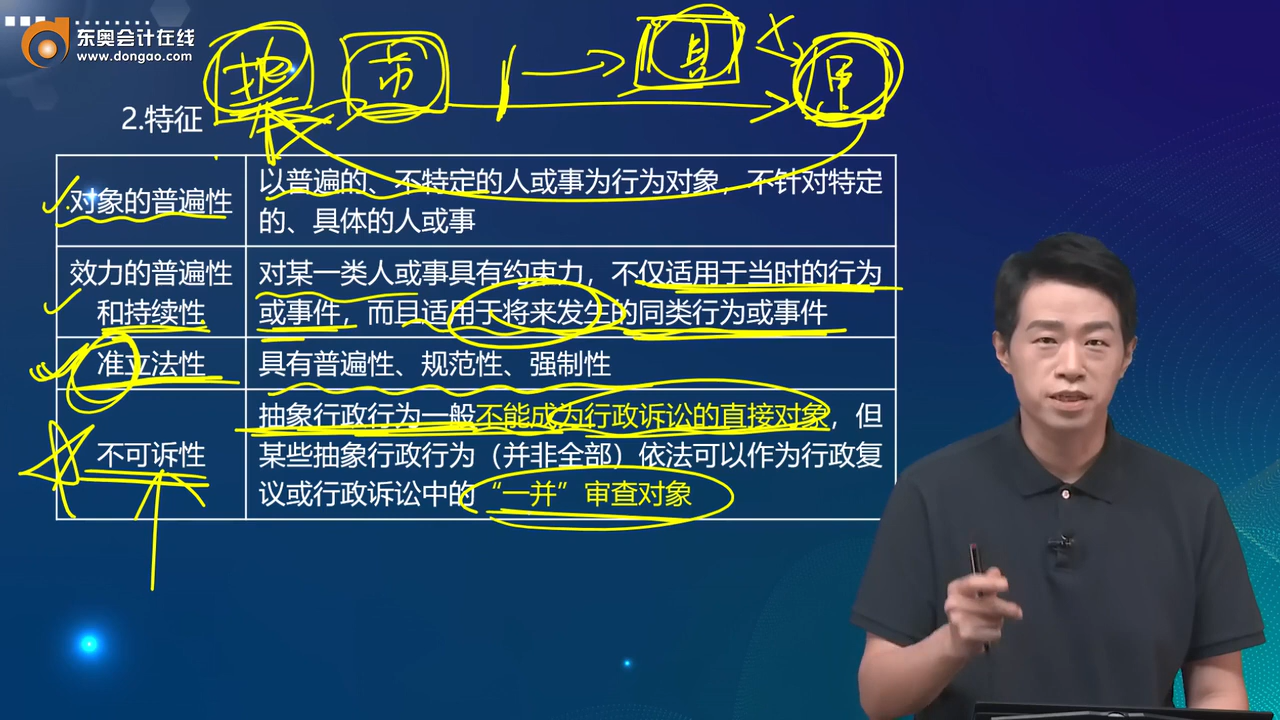 东奥会计在线
www.dongao.com
地 市 县 居
2.特征
对象的普遍性
以普遍的、不特定的人或事为行为对象，不针对特定
的、具体的人或事
效力的普遍性
和持续性
对某一类人或事具有约束力，不仅适用于当时的行为
或事件，而且适用于将来发生的同类行为或事件
准立法性
具有普遍性、规范性、强制性
不可诉性
抽象行政行为一般不能成为行政诉讼的直接对象，但
某些抽象行政行为（并非全部）依法可以作为行政复
议或行政诉讼中的“一并”审查对象